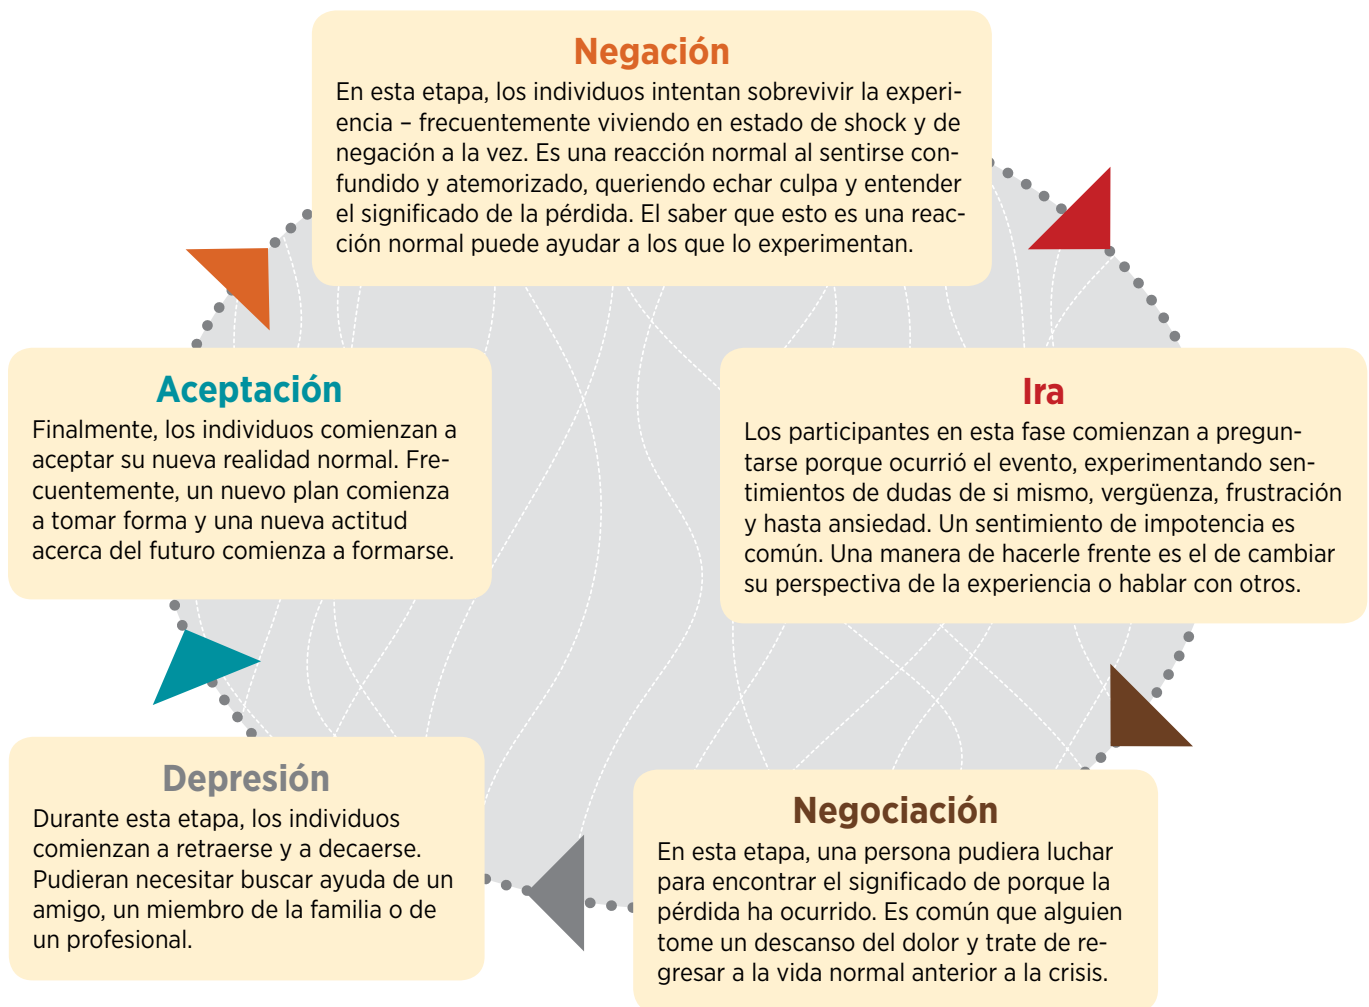 Negación
En esta etapa, los individuos intentan sobrevivir la experi-
encia – frecuentemente viviendo en estado de shock y de
negación a la vez. Es una reacción normal al sentirse con-
fundido y atemorizado, queriendo echar culpa y entender
el significado de la pérdida. El saber que esto es una reac-
ción normal puede ayudar a los que lo experimentan.
Ira
Los participantes en esta fase comienzan a pregun-
tarse porque ocurrió el evento, experimentando sen-
timientos de dudas de si mismo, vergüenza, frustración
y hasta ansiedad. Un sentimiento de impotencia es
común. Una manera de hacerle frente es el de cambiar
su perspectiva de la experiencia o hablar con otros.
Negociación
En esta etapa, una persona pudiera luchar
para encontrar el significado de porque la
pérdida ha ocurrido. Es común que alguien
tome un descanso del dolor y trate de re-
gresar a la vida normal anterior a la crisis.
Depresión
Durante esta etapa, los individuos
comienzan a retraerse y a decaerse.
Pudieran necesitar buscar ayuda de un
amigo, un miembro de la familia o de
un profesional.
Aceptación
Finalmente, los individuos comienzan a
aceptar su nueva realidad normal. Fre-
cuentemente, un nuevo plan comienza
a tomar forma y una nueva actitud
acerca del futuro comienza a formarse.